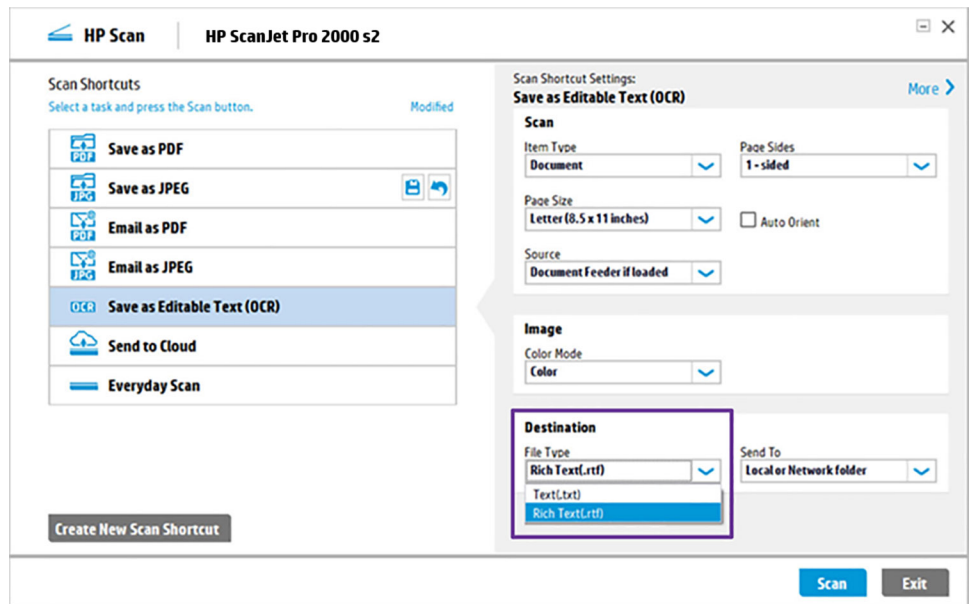 HP Scan
HP ScanJet Pro 2000 s2
Scan Shortcuts
Select a task and press the Scan button.
Modified
PDF
Save as PDF
JPG
Save as JPEG
PDF
Email as PDF
JPG
Email as JPEG
OCR
Save as Editable Text (OCR)
Send to Cloud
Everyday Scan
Create New Scan Shortcut
Scan Shortcut Settings:
Save as Editable Text (OCR)
More
Scan
Item Type
Document
Page Sides
1 - sided
Page Size
Letter (8.5 x 11 inches)
Auto Orient
Source
Document Feeder if loaded
Image
Color Mode
Color
Destination
File Type
Rich Text(.rtf)
Text(.txt)
Rich Text(.rtf)
Send To
Local or Network folder
Scan
Exit